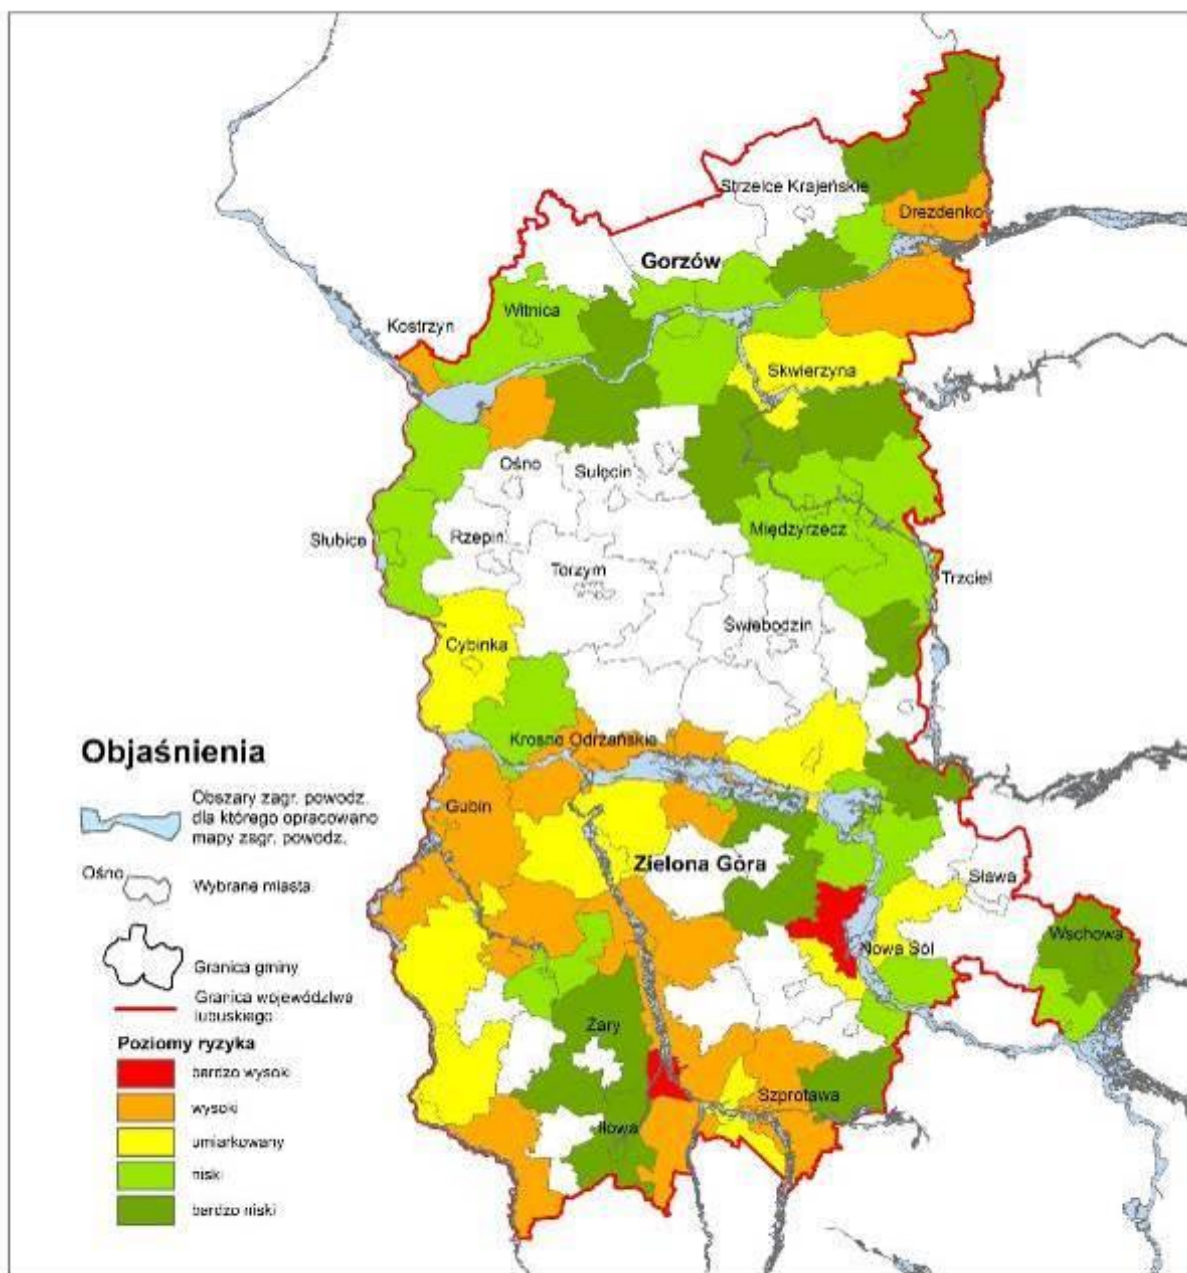 Strzelce Krajeńskie
Drezdenko
Gorzów
Witnica
Kostrzyn
Skwierzyna
Ośno
Sulęcin
Słubice
Rzepin
Międzyrzecz
Torzym
Trzciel
Świebodzin
Cybinka
Krosno Odrzańskie
Gubin
Zielona Góra
Sława
Nowa Sól
Wschowa
Żary
Szprotawa
Iłowa
Objaśnienia
Obszary zagr. powodz.
dla którego opracowano
mapy zagr. powodz.
Ośno
Wybrane miasta
Granica gminy
Granica województwa
lubuskiego
Poziomy ryzyka
bardzo wysoki
wysoki
umiarkowany
niski
bardzo niski